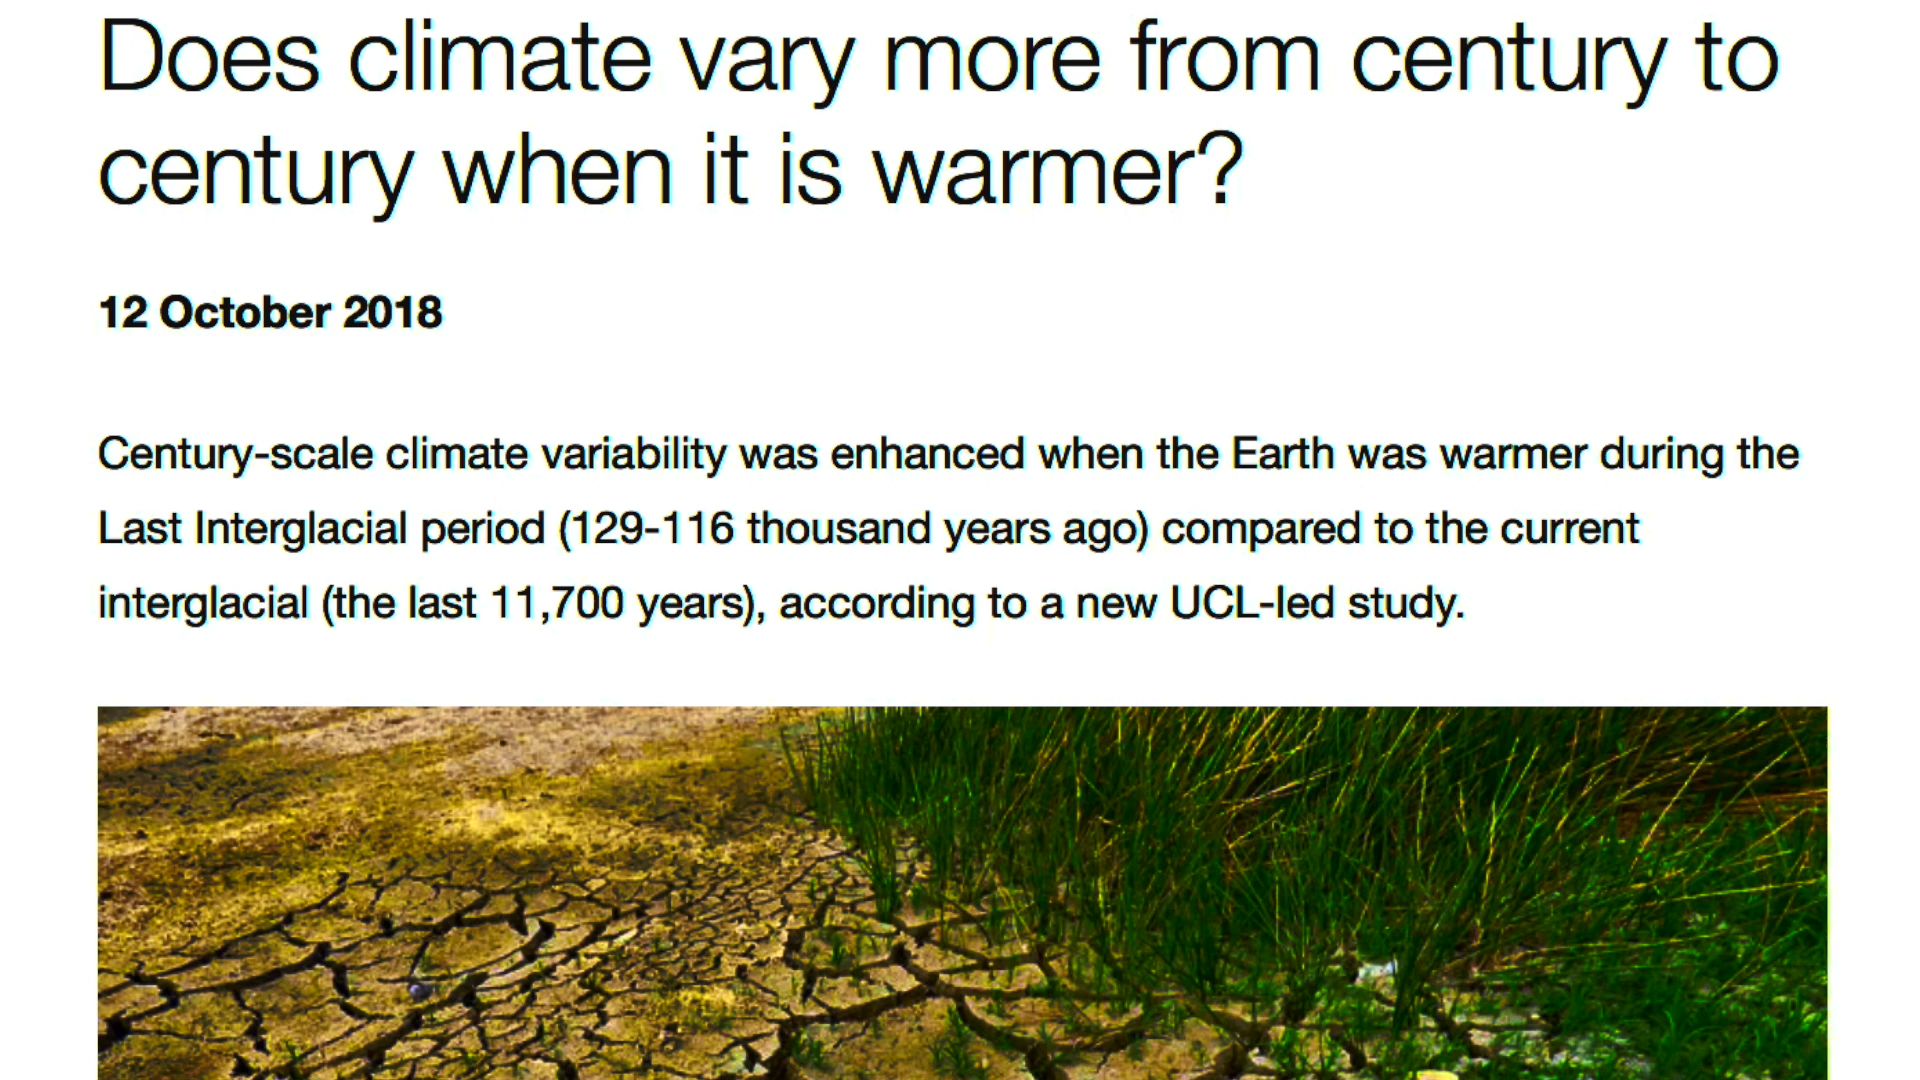 Does climate vary more from century to
century when it is warmer?
12 October 2018
Century-scale climate variability was enhanced when the Earth was warmer during the
Last Interglacial period (129-116 thousand years ago) compared to the current
interglacial (the last 11,700 years), according to a new UCL-led study.